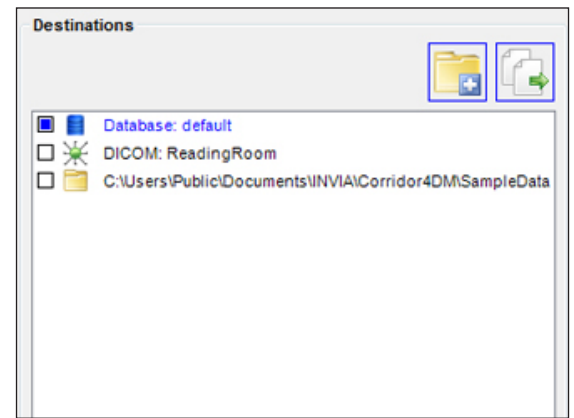 Destinations
Database: default
DICOM: ReadingRoom
C:\Users\Public\Documents\INVIA\Corridor4DM\SampleData